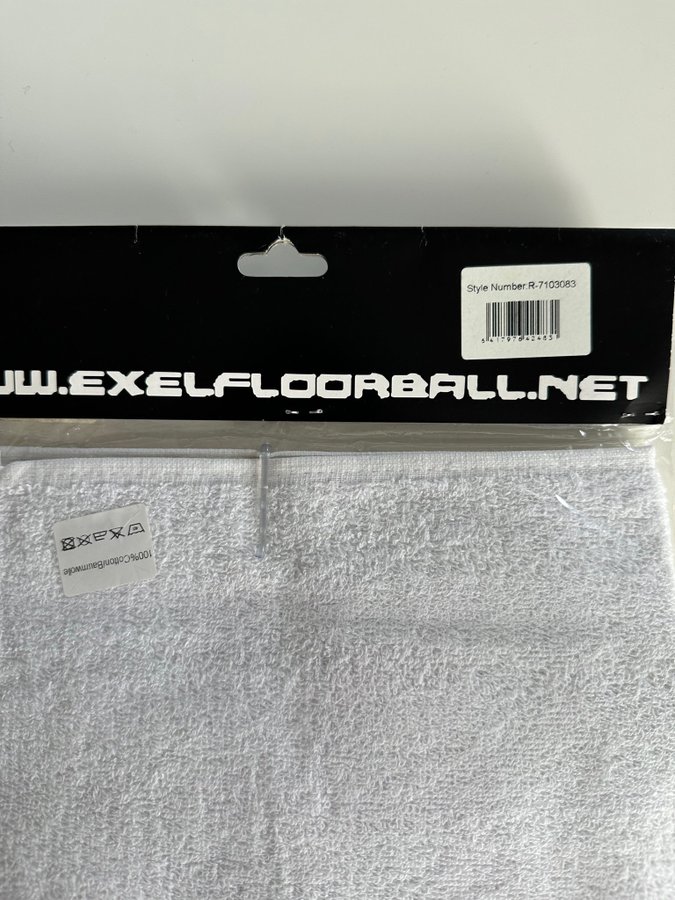 Style Number:R-7103083
WW.EXELFLOORBALL.NET
100%Cotton/Baumwolle